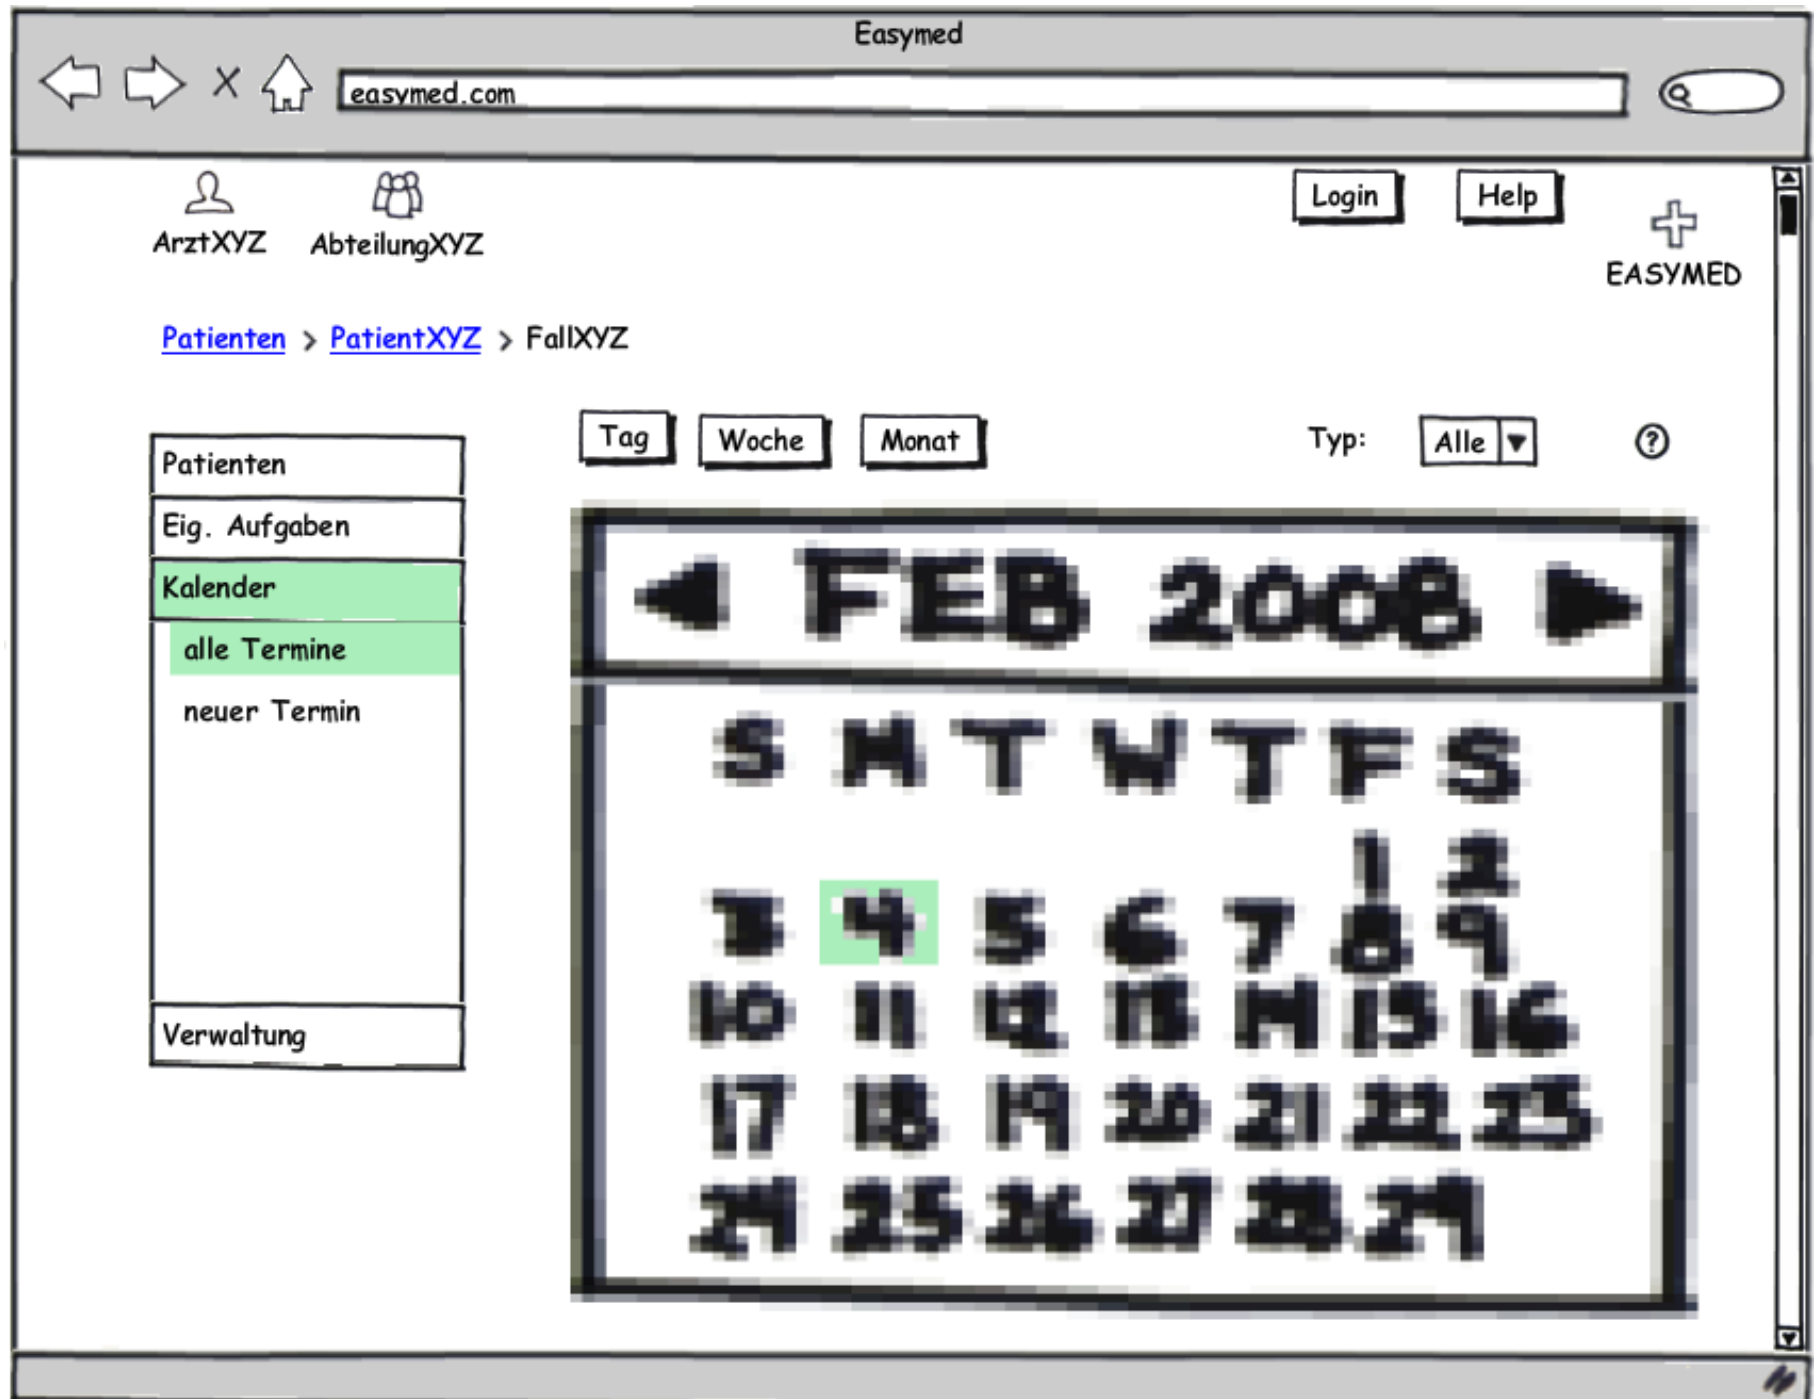 Easymed
easymed.com
Login Help
ArztXYZ AbteilungXYZ
EASYMED
Patienten > PatientXYZ > FallXYZ
Tag Woche Monat Typ: Alle ?
Patienten
Eig. Aufgaben
Kalender
alle Termine
neuer Termin
Verwaltung
FEB 2008
S M T W T F S
1 2
3 4 5 6 7 8 9
10 11 12 13 14 15 16
17 18 19 20 21 22 23
24 25 26 27 28 29